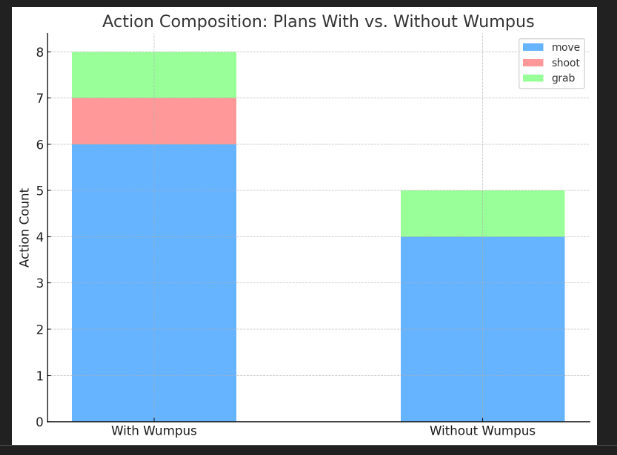 Action Composition: Plans With vs. Without Wumpus
move
shoot
grab
8
7
6
5
4
3
2
1
0
Action Count
With Wumpus
Without Wumpus